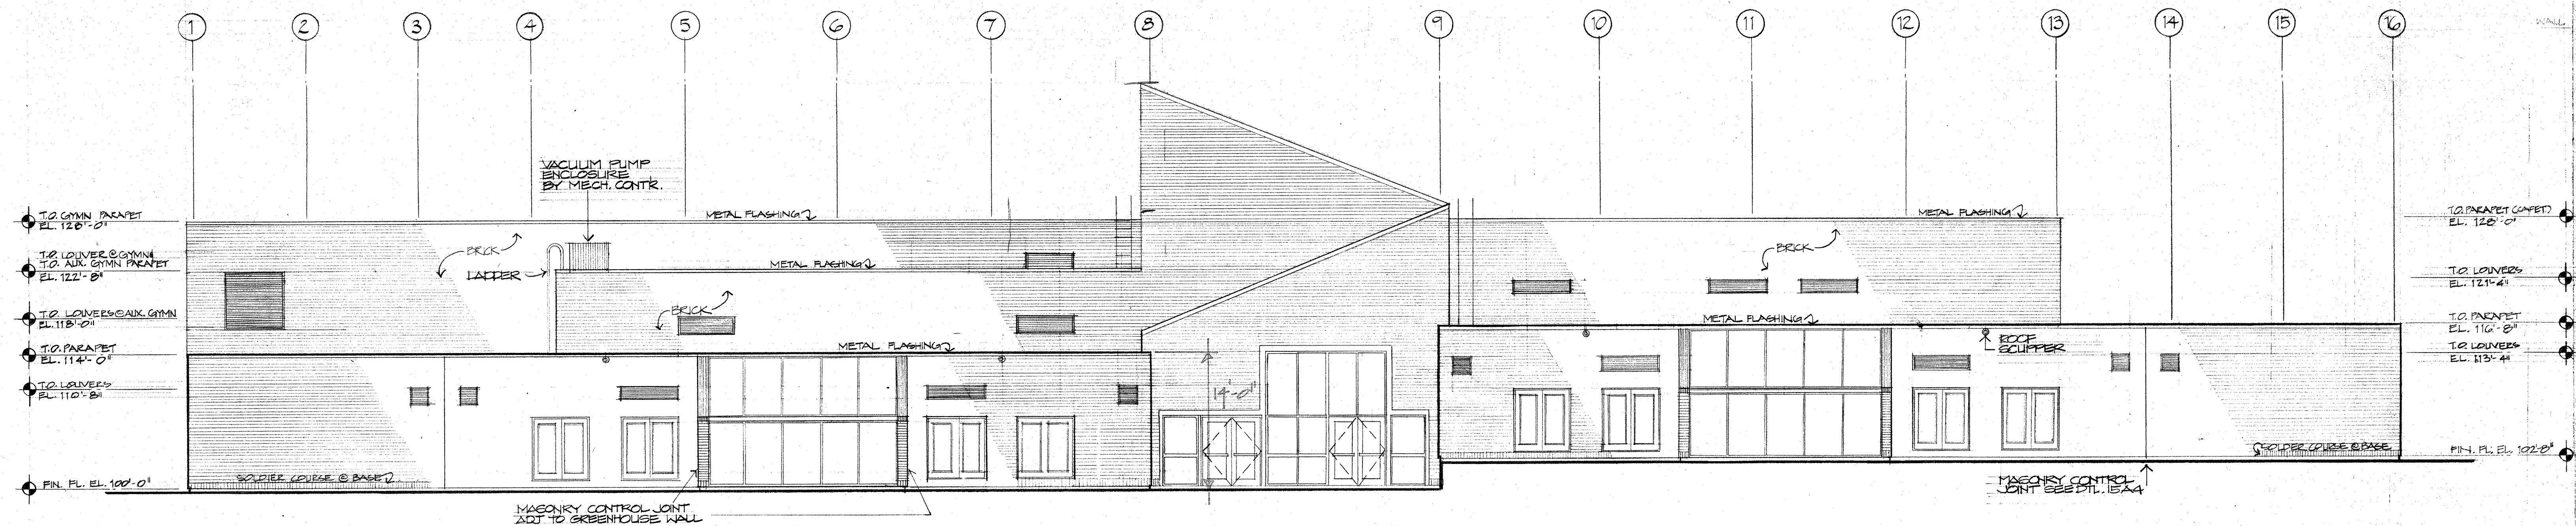 1 2 3 4 5 6 7 8 9 10 11 12 13 14 15 16
WALL
VACUUM PUMP
ENCLOSURE
BY MECH. CONTR.
T.O. GYMN PARAPET
EL. 128'-0"
T.O. LOUVER @ GYMN
T.O. AUX. GYMN PARAPET
EL. 122'-8"
T.O. LOUVERS@AUX. GYMN
EL. 118'-0"
T.O. PARAPET
EL. 114'-0"
T.O. LOUVERS
EL. 110'-8"
FIN. FL. EL. 100'-0"
METAL FLASHING
BRICK
LADDER
METAL FLASHING
BRICK
METAL FLASHING
SOLDIER COURSE @ BASE
MASONRY CONTROL JOINT
ADJ. TO GREENHOUSE WALL
14'-0"
METAL FLASHING
BRICK
METAL FLASHING
ROOF
SCUPPER
SOLDIER COURSE @ BASE
MASONRY CONTROL
JOINT SEE DTL. 15A4
T.O. PARAPET (CAFET)
EL. 128'-0"
T.O. LOUVERS
EL. 121'-4"
T.O. PARAPET
EL. 116'-8"
T.O. LOUVERS
EL. 113'-4"
FIN. FL. EL. 102'-8"